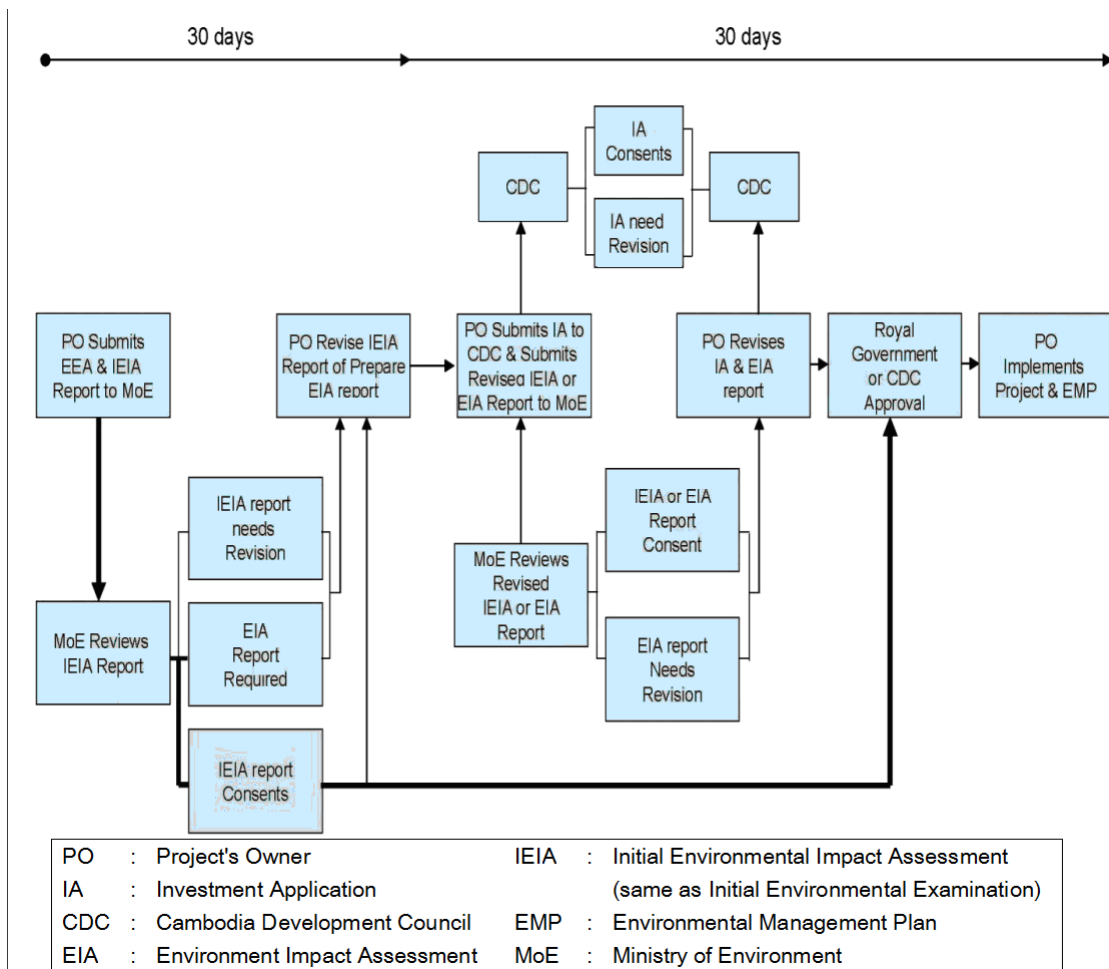 30 days
30 days
IA
Consents
CDC
CDC
IA need
Revision
PO Submits
EEA & IEIA
Report to MoE
PO Revise IEIA
Report of Prepare
EIA report
PO Submits IA to
CDC & Submits
Revised IEIA or
EIA Report to MoE
PO Revises
IA & EIA
report
Royal
Government
or CDC
Approval
PO
Implements
Project & EMP
IEIA report
needs
Revision
IEIA or EIA
Report
Consent
MoE Reviews
IEIA Report
EIA
Report
Required
MoE Reviews
Revised
IEIA or EIA
Report
EIA report
Needs
Revision
IEIA report
Consents
PO : Project's Owner
IA : Investment Application
CDC : Cambodia Development Council
EIA : Environment Impact Assessment
IEIA : Initial Environmental Impact Assessment
(same as Initial Environmental Examination)
EMP : Environmental Management Plan
MoE : Ministry of Environment